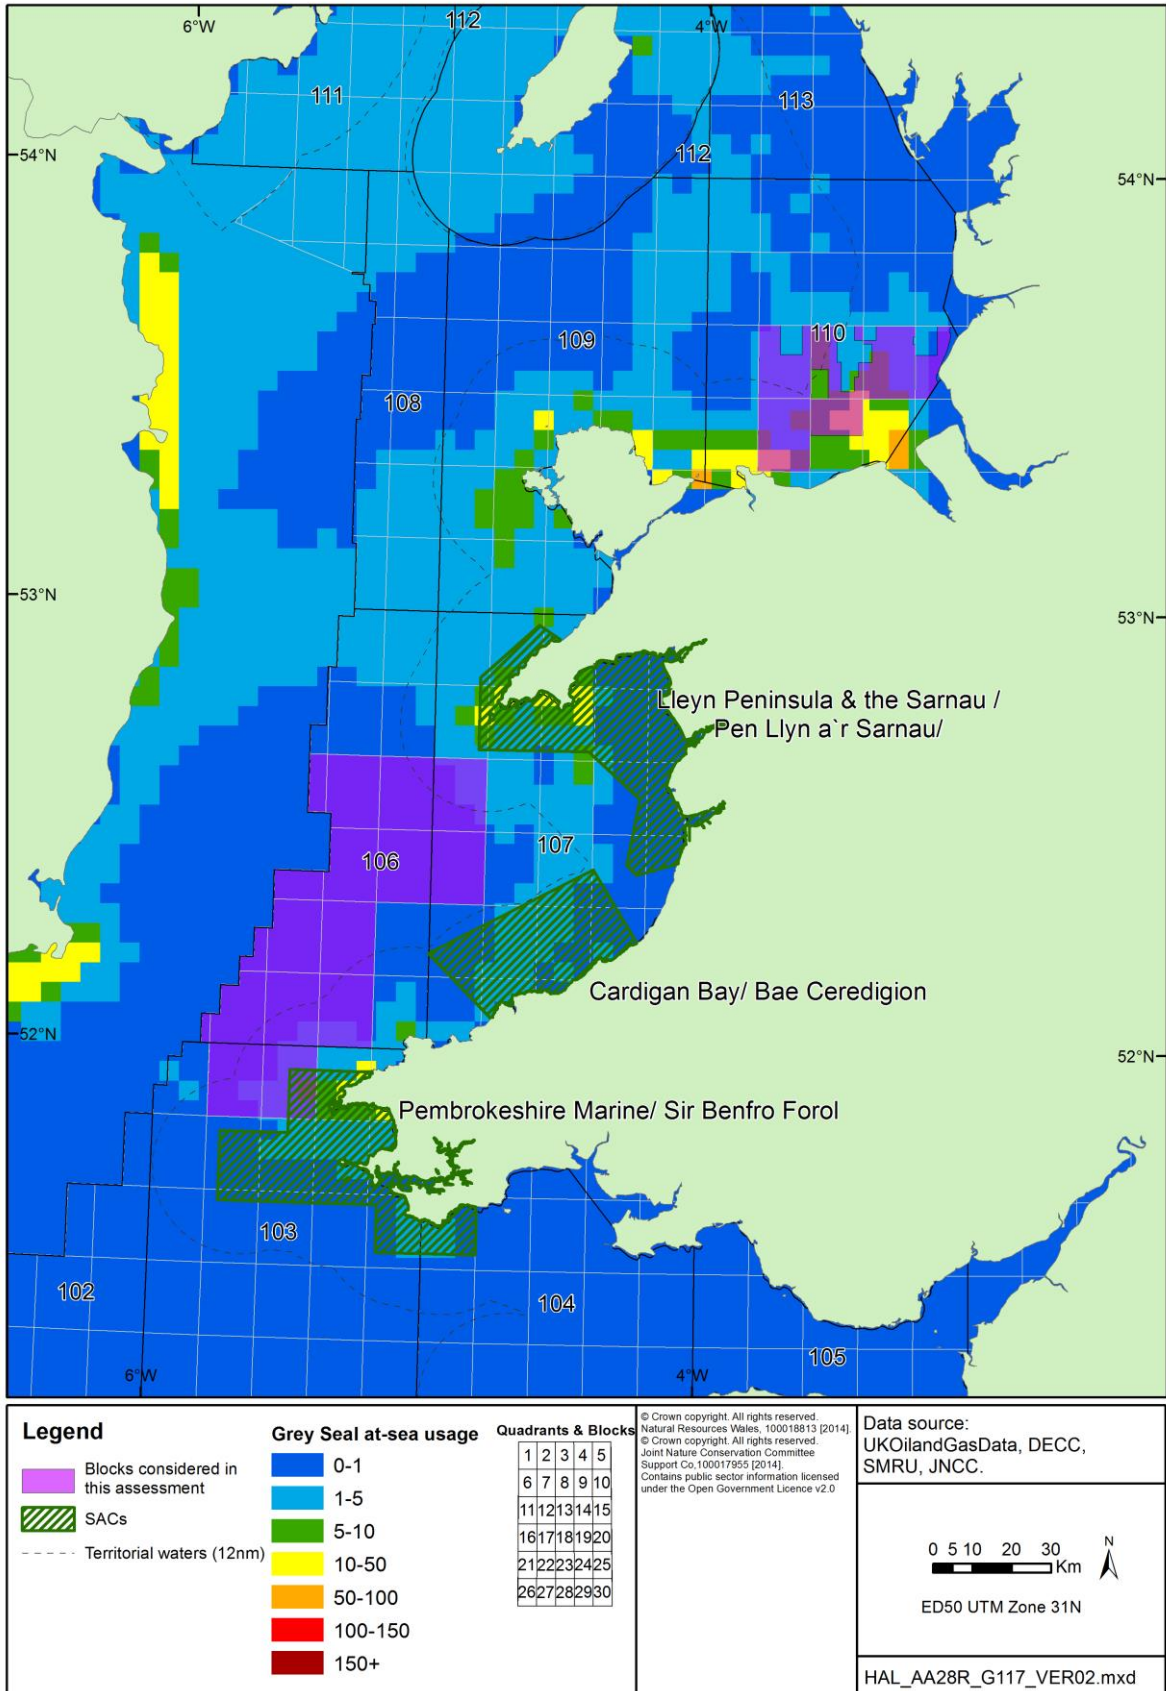 6°W
112
4°W
111
113
54°N
112
54°N
110
109
108
53°N
53°N
Lleyn Peninsula & the Sarnau /
Pen Llyn a`r Sarnau/
107
106
Cardigan Bay/ Bae Ceredigion
52°N
52°N
Pembrokeshire Marine/ Sir Benfro Forol
103
102
104
105
6°W
4°W
Legend
Blocks considered in
this assessment
SACs
Territorial waters (12nm)
Grey Seal at-sea usage
0-1
1-5
5-10
10-50
50-100
100-150
150+
Quadrants & Blocks
1 2 3 4 5
6 7 8 9 10
11 12 13 14 15
16 17 18 19 20
21 22 23 24 25
26 27 28 29 30
© Crown copyright. All rights reserved.
Natural Resources Wales, 100018813 [2014].
© Crown copyright. All rights reserved.
Joint Nature Conservation Committee
Support Co,100017955 [2014].
Contains public sector information licensed
under the Open Government Licence v2.0
Data source:
UKOilandGasData, DECC,
SMRU, JNCC.
N
0 5 10 20 30
Km
ED50 UTM Zone 31N
HAL_AA28R_G117_VER02.mxd